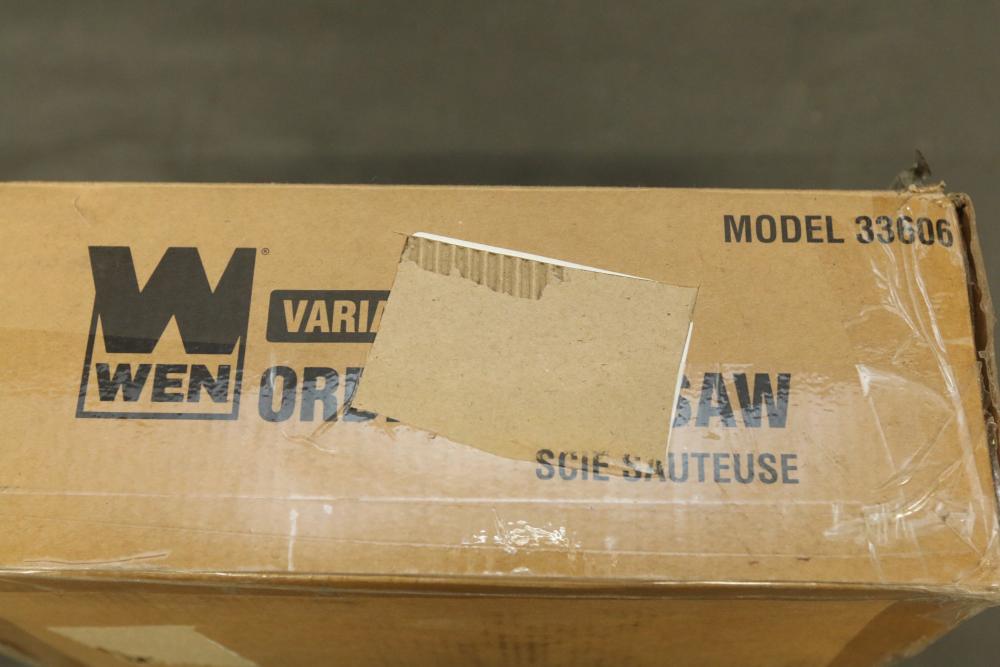 MODEL 33606
W
WEN
VARIA
ORB
SAW
SCIE SAUTEUSE